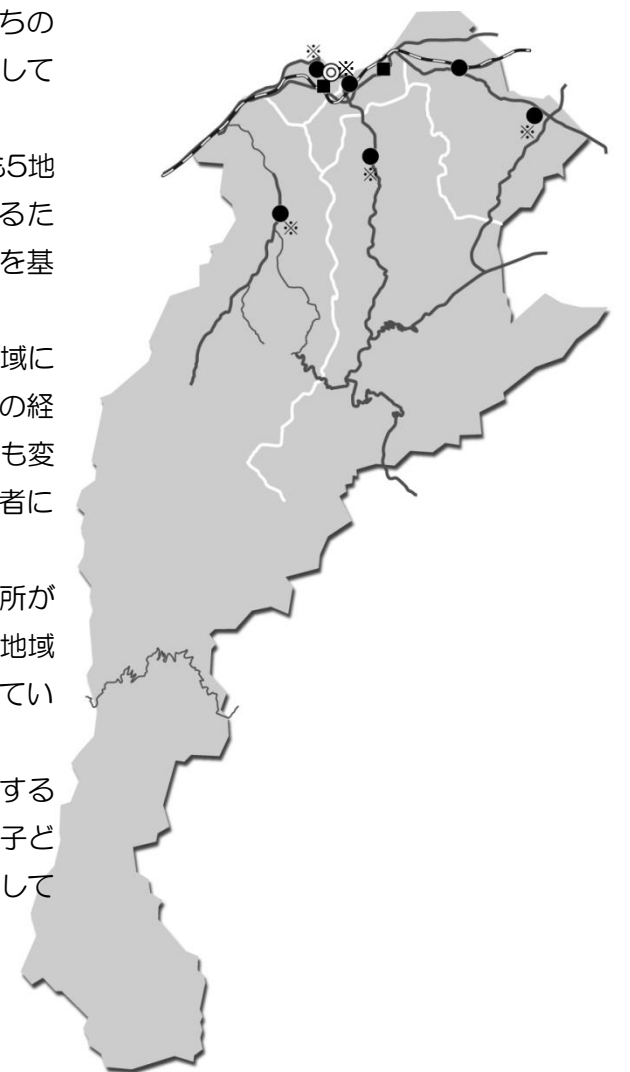 ちの
して
も5地
るた
を基
域に
の経
も変
者に
所が
地域
てい
する
子ど
して